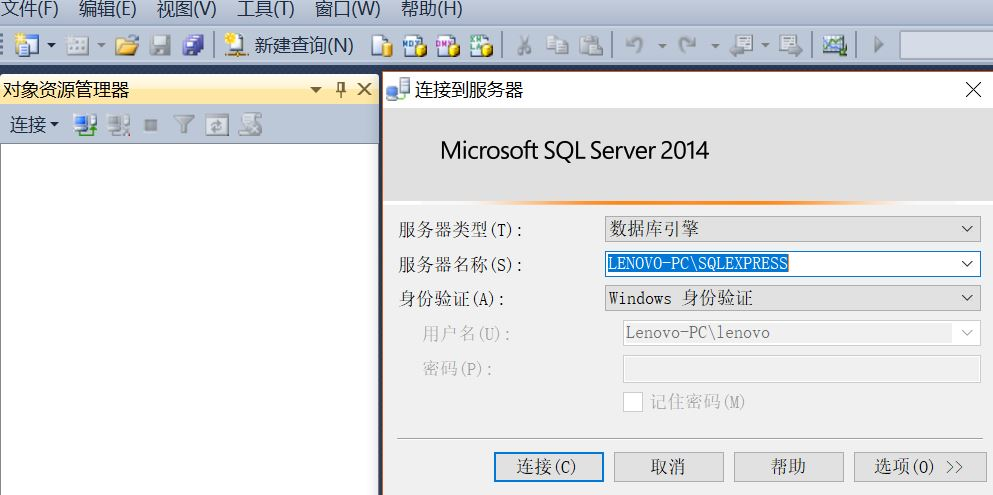 文件(F) 编辑(E) 视图(V) 工具(T) 窗口(W) 帮助(H)
新建查询(N)
对象资源管理器
连接
连接到服务器
Microsoft SQL Server 2014
服务器类型(T): 数据库引擎
服务器名称(S): LENOVO-PC\SQLEXPRESS
身份验证(A): Windows 身份验证
用户名(U): Lenovo-PC\lenovo
密码(P):
记住密码(M)
连接(C) 取消 帮助 选项(O) >>